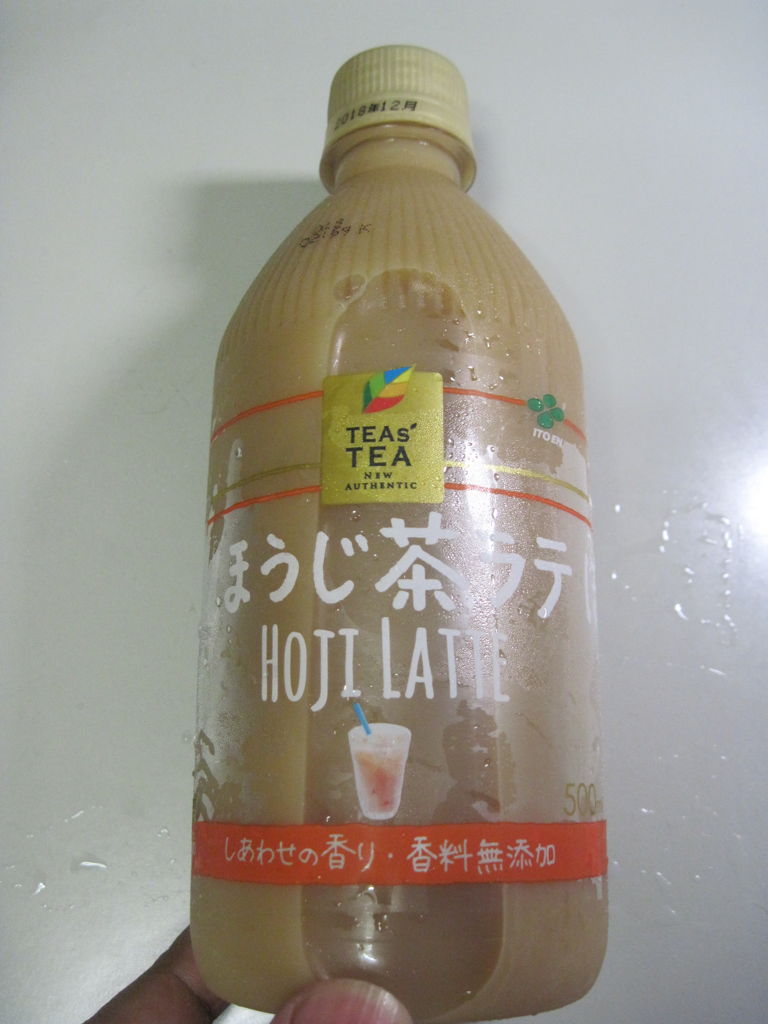 2018年12月
TEAs'
TEA
NEW
AUTHENTIC
ITO EN
ほうじ茶ラテ
HOJI LATTE
500
しあわせの香り・香料無添加